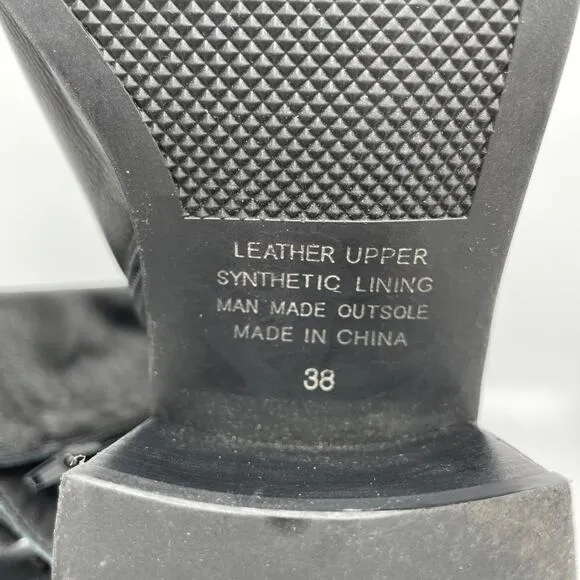 LEATHER UPPER
SYNTHETIC LINING
MAN MADE OUTSOLE
MADE IN CHINA
38